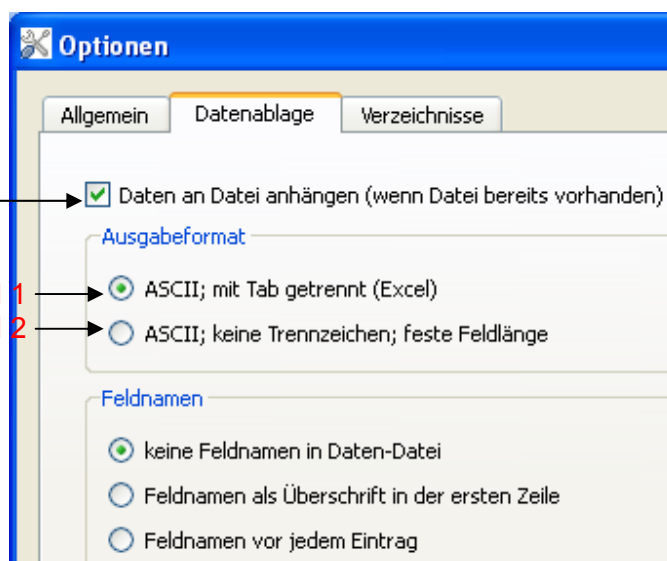 Optionen
Allgemein Datenablage Verzeichnisse
Daten an Datei anhängen (wenn Datei bereits vorhanden)
Ausgabeformat
1 ASCII; mit Tab getrennt (Excel)
2 ASCII; keine Trennzeichen; feste Feldlänge
Feldnamen
keine Feldnamen in Daten-Datei
Feldnamen als Überschrift in der ersten Zeile
Feldnamen vor jedem Eintrag